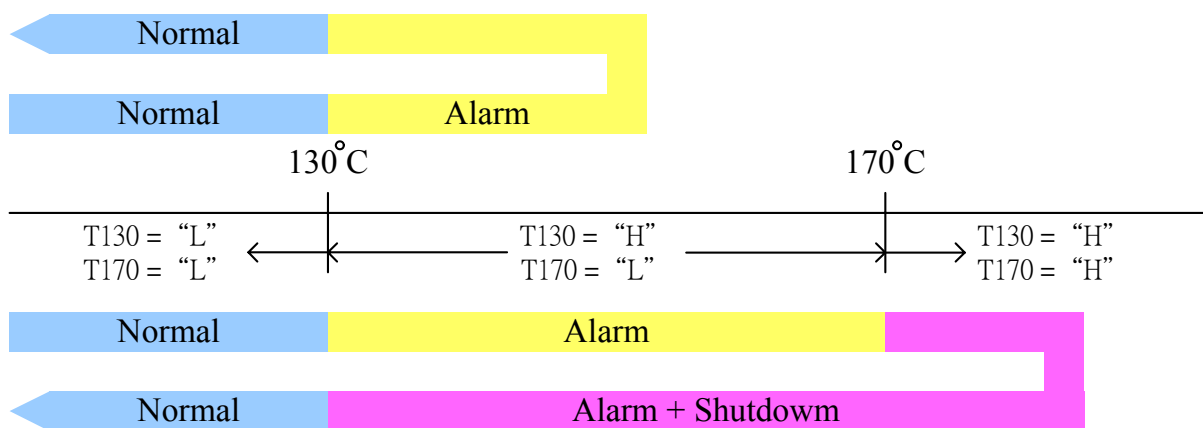 Normal
Normal Alarm
130°C 170°C
T130 = “L” T130 = “H” T130 = “H”
T170 = “L” T170 = “L” T170 = “H”
Normal Alarm
Normal Alarm + Shutdowm